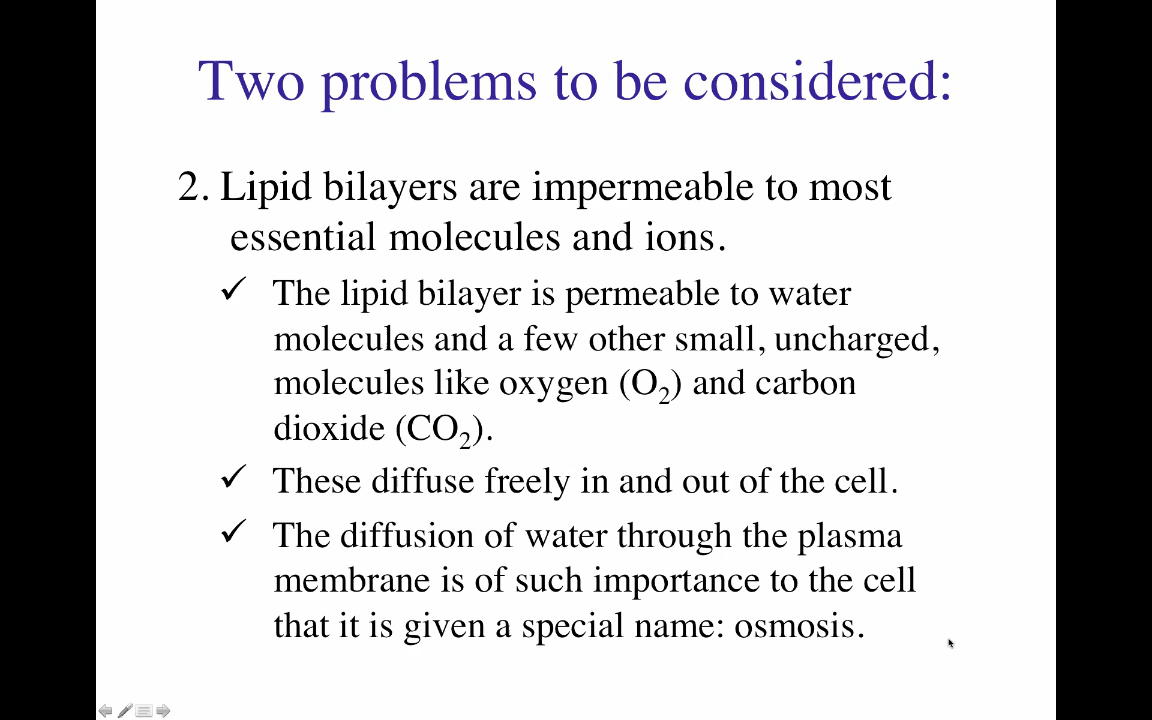 Two problems to be considered:
2. Lipid bilayers are impermeable to most
essential molecules and ions.
✓ The lipid bilayer is permeable to water
molecules and a few other small, uncharged,
molecules like oxygen (O₂) and carbon
dioxide (CO₂).
✓ These diffuse freely in and out of the cell.
✓ The diffusion of water through the plasma
membrane is of such importance to the cell
that it is given a special name: osmosis.